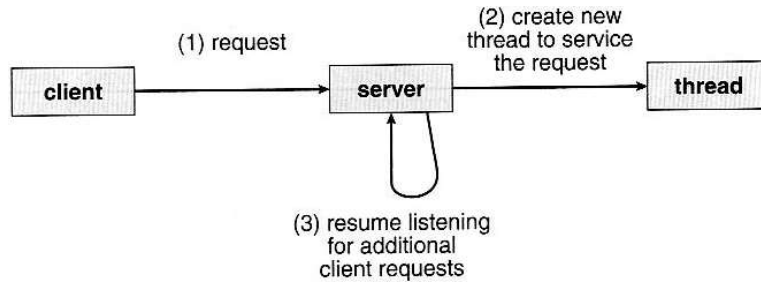 (1) request
(2) create new
thread to service
the request
client
server
thread
(3) resume listening
for additional
client requests